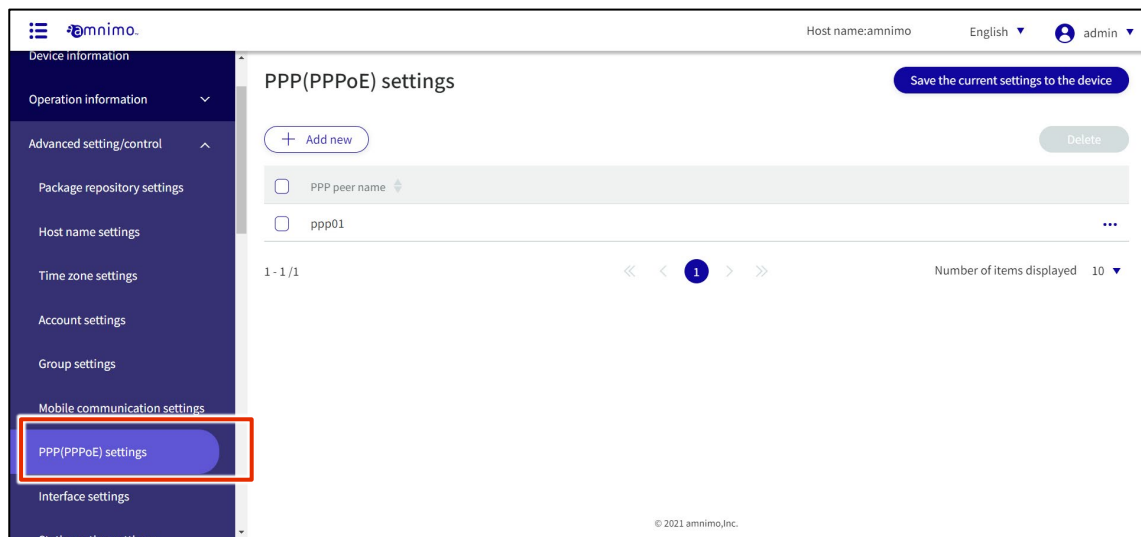 amnimo
Host name:amnimo
English
admin
Device information
Operation information
Advanced setting/control
Package repository settings
Host name settings
Time zone settings
Account settings
Group settings
Mobile communication settings
PPP(PPPoE) settings
Interface settings
PPP(PPPoE) settings
Save the current settings to the device
+ Add new
Delete
PPP peer name
ppp01
...
1 - 1 /1
1
Number of items displayed 10
© 2021 amnimo,Inc.